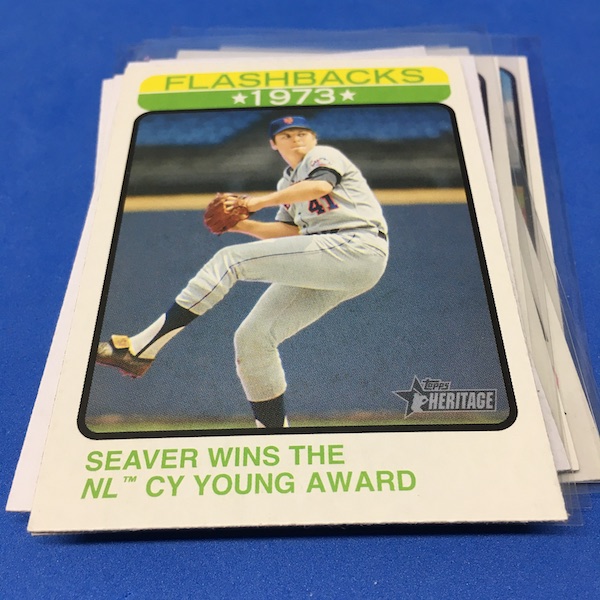 FLASHBACKS
★1973★
41
Topps
HERITAGE
SEAVER WINS THE
NL™ CY YOUNG AWARD